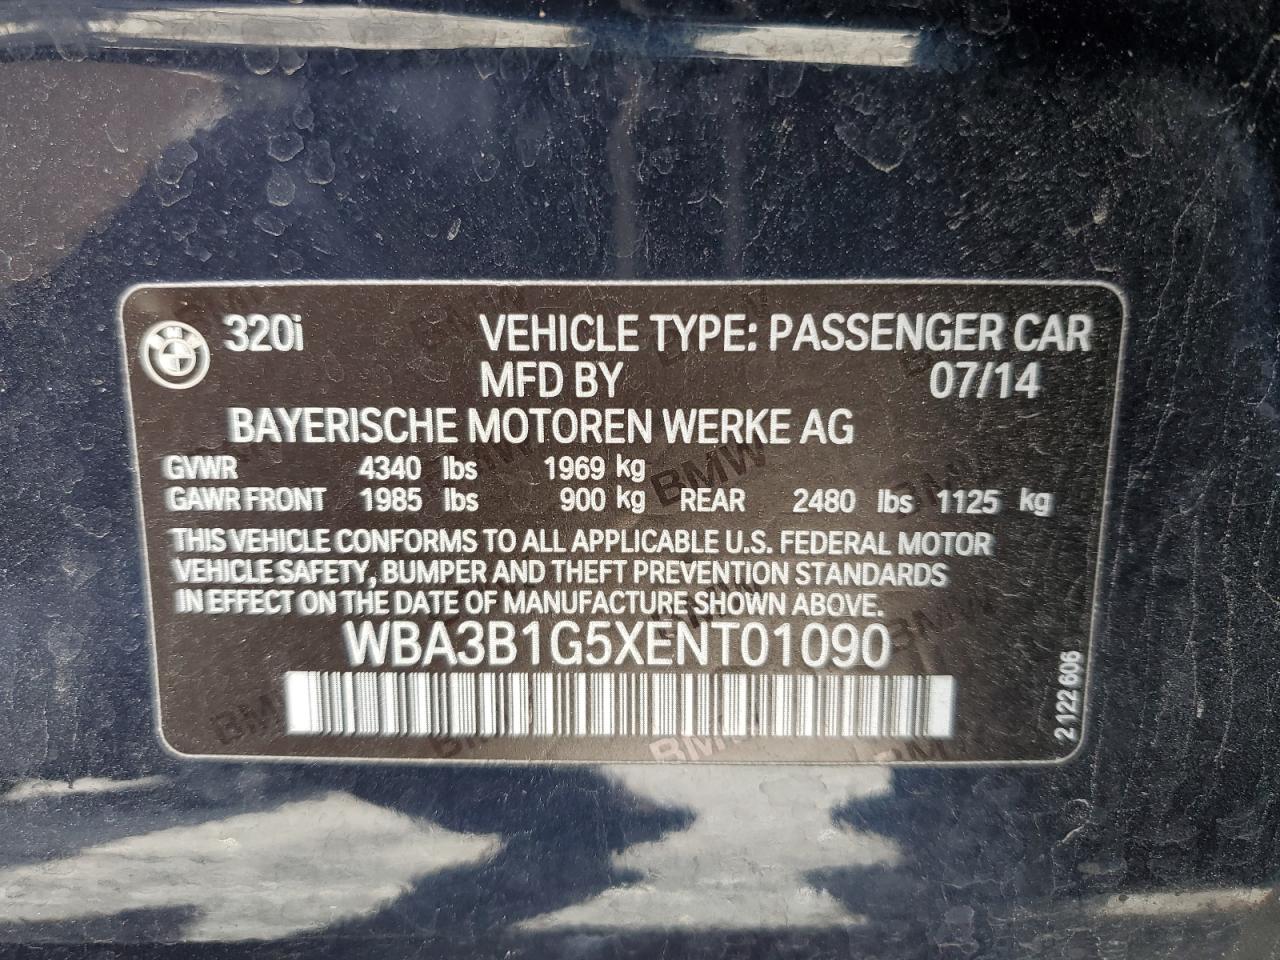 320i VEHICLE TYPE: PASSENGER CAR
MFD BY 07/14
BAYERISCHE MOTOREN WERKE AG
GVWR 4340 lbs 1969 kg
GAWR FRONT 1985 lbs 900 kg REAR 2480 lbs 1125 kg
THIS VEHICLE CONFORMS TO ALL APPLICABLE U.S. FEDERAL MOTOR
VEHICLE SAFETY, BUMPER AND THEFT PREVENTION STANDARDS
IN EFFECT ON THE DATE OF MANUFACTURE SHOWN ABOVE.
WBA3B1G5XENT01090
2 122 606